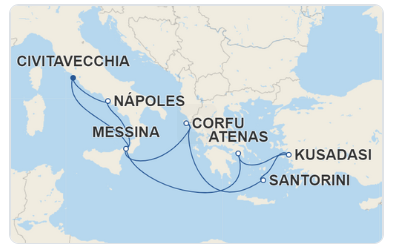 CIVITAVECCHIA
NÁPOLES
MESSINA
CORFU
ATENAS
KUSADASI
SANTORINI